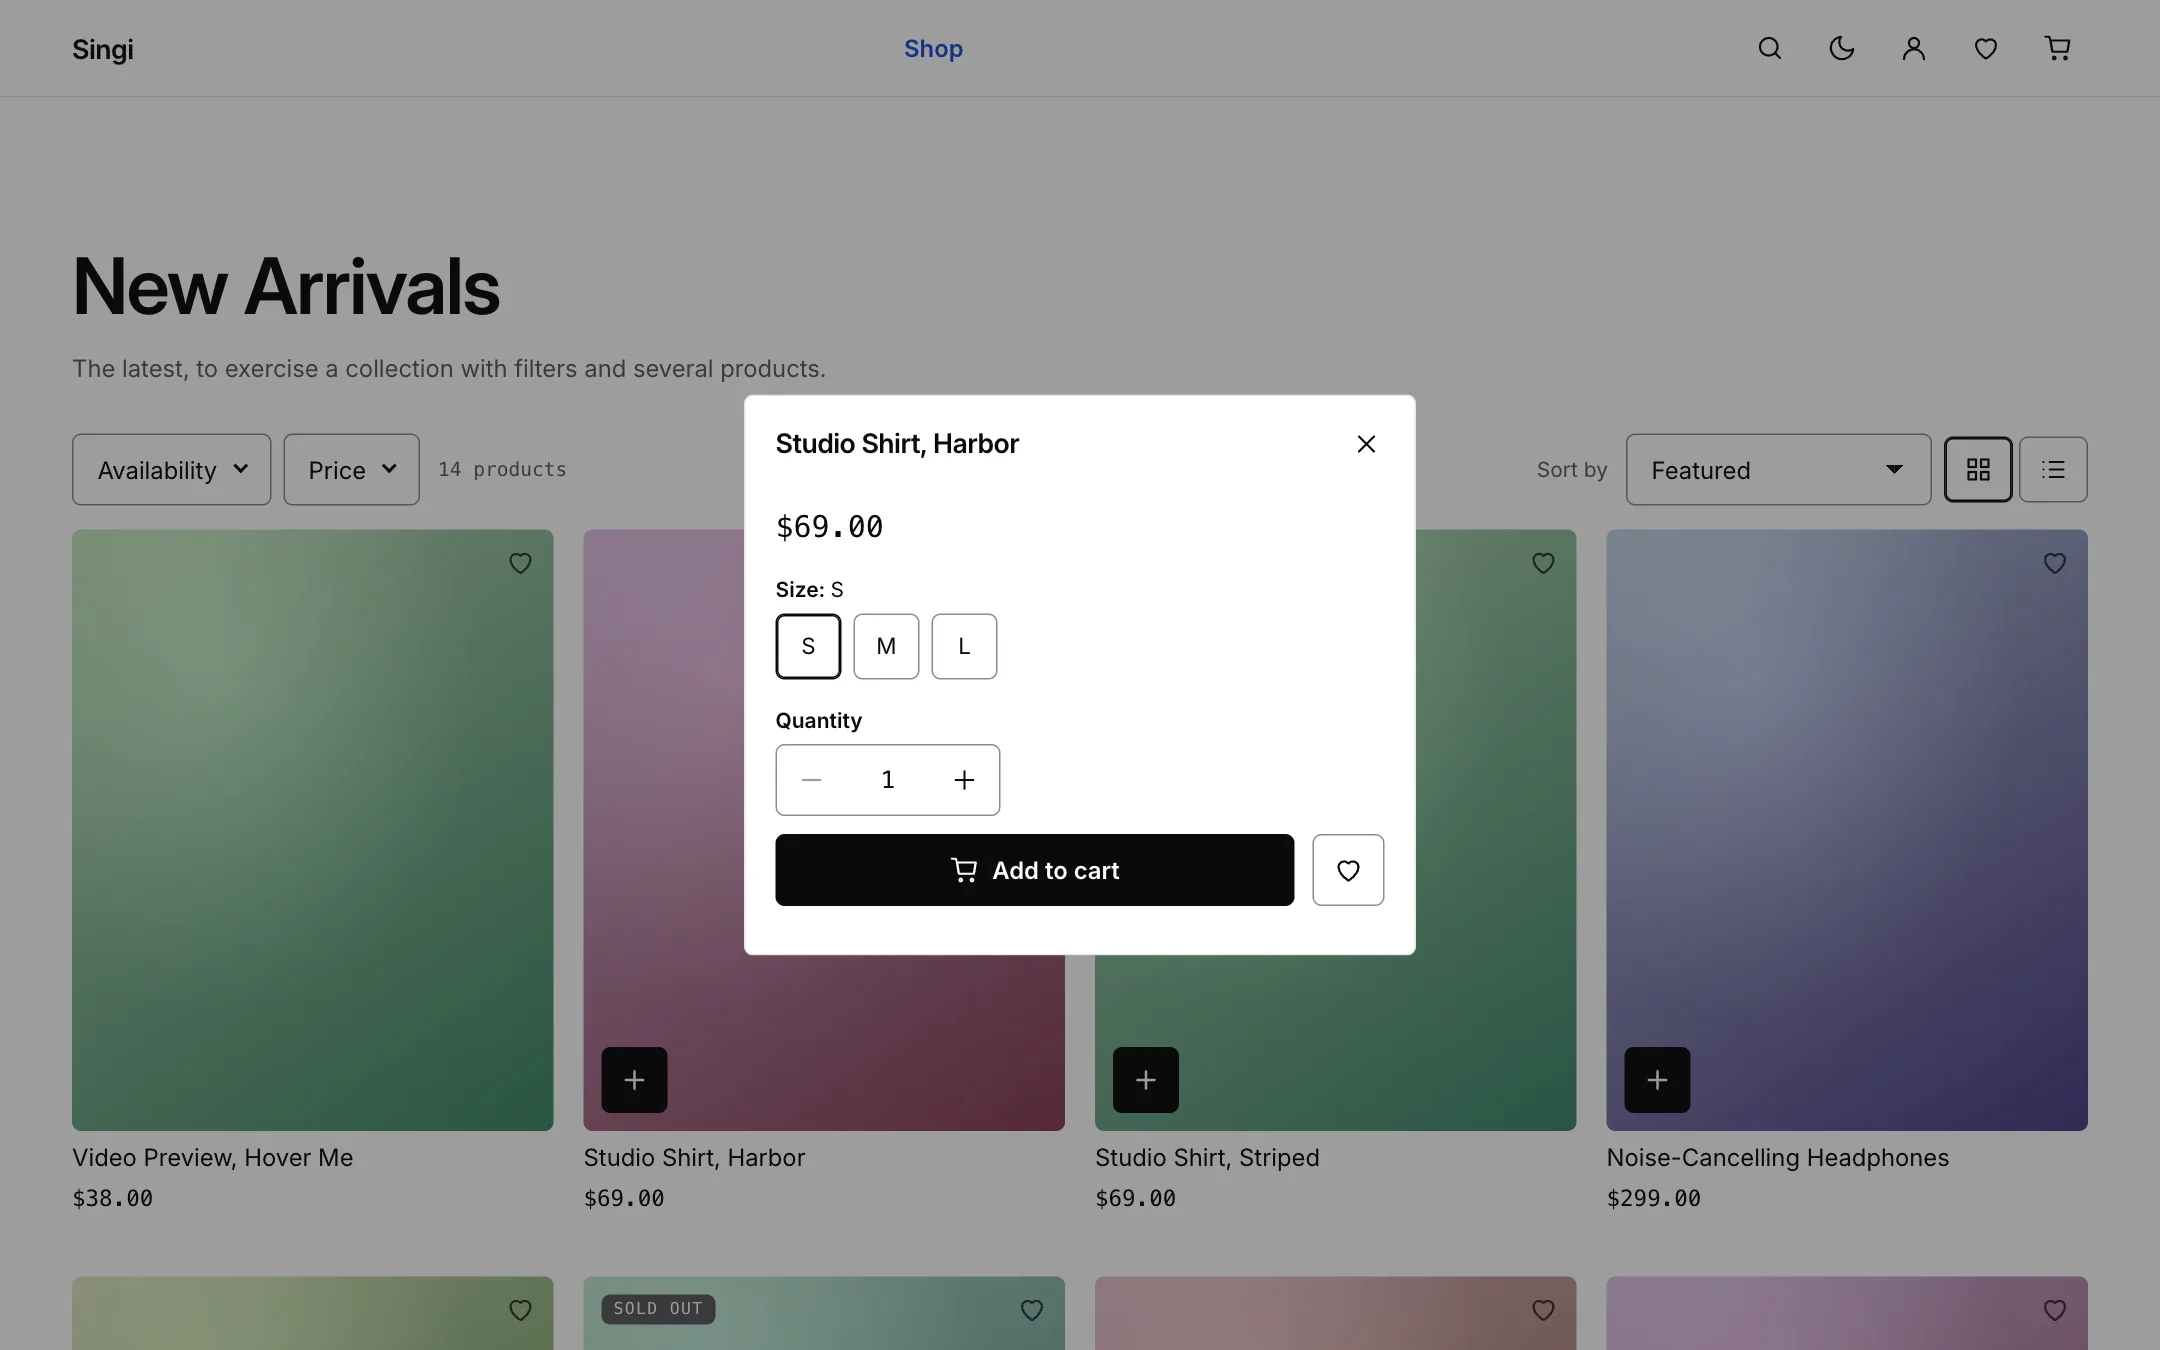 Singi
Shop
New Arrivals
The latest, to exercise a collection with filters and several products.
Availability
Price
14 products
Sort by
Featured
Studio Shirt, Harbor
$69.00
Size: S
S
M
L
Quantity
1
Add to cart
Video Preview, Hover Me
$38.00
Studio Shirt, Harbor
$69.00
Studio Shirt, Striped
$69.00
Noise-Cancelling Headphones
$299.00
SOLD OUT